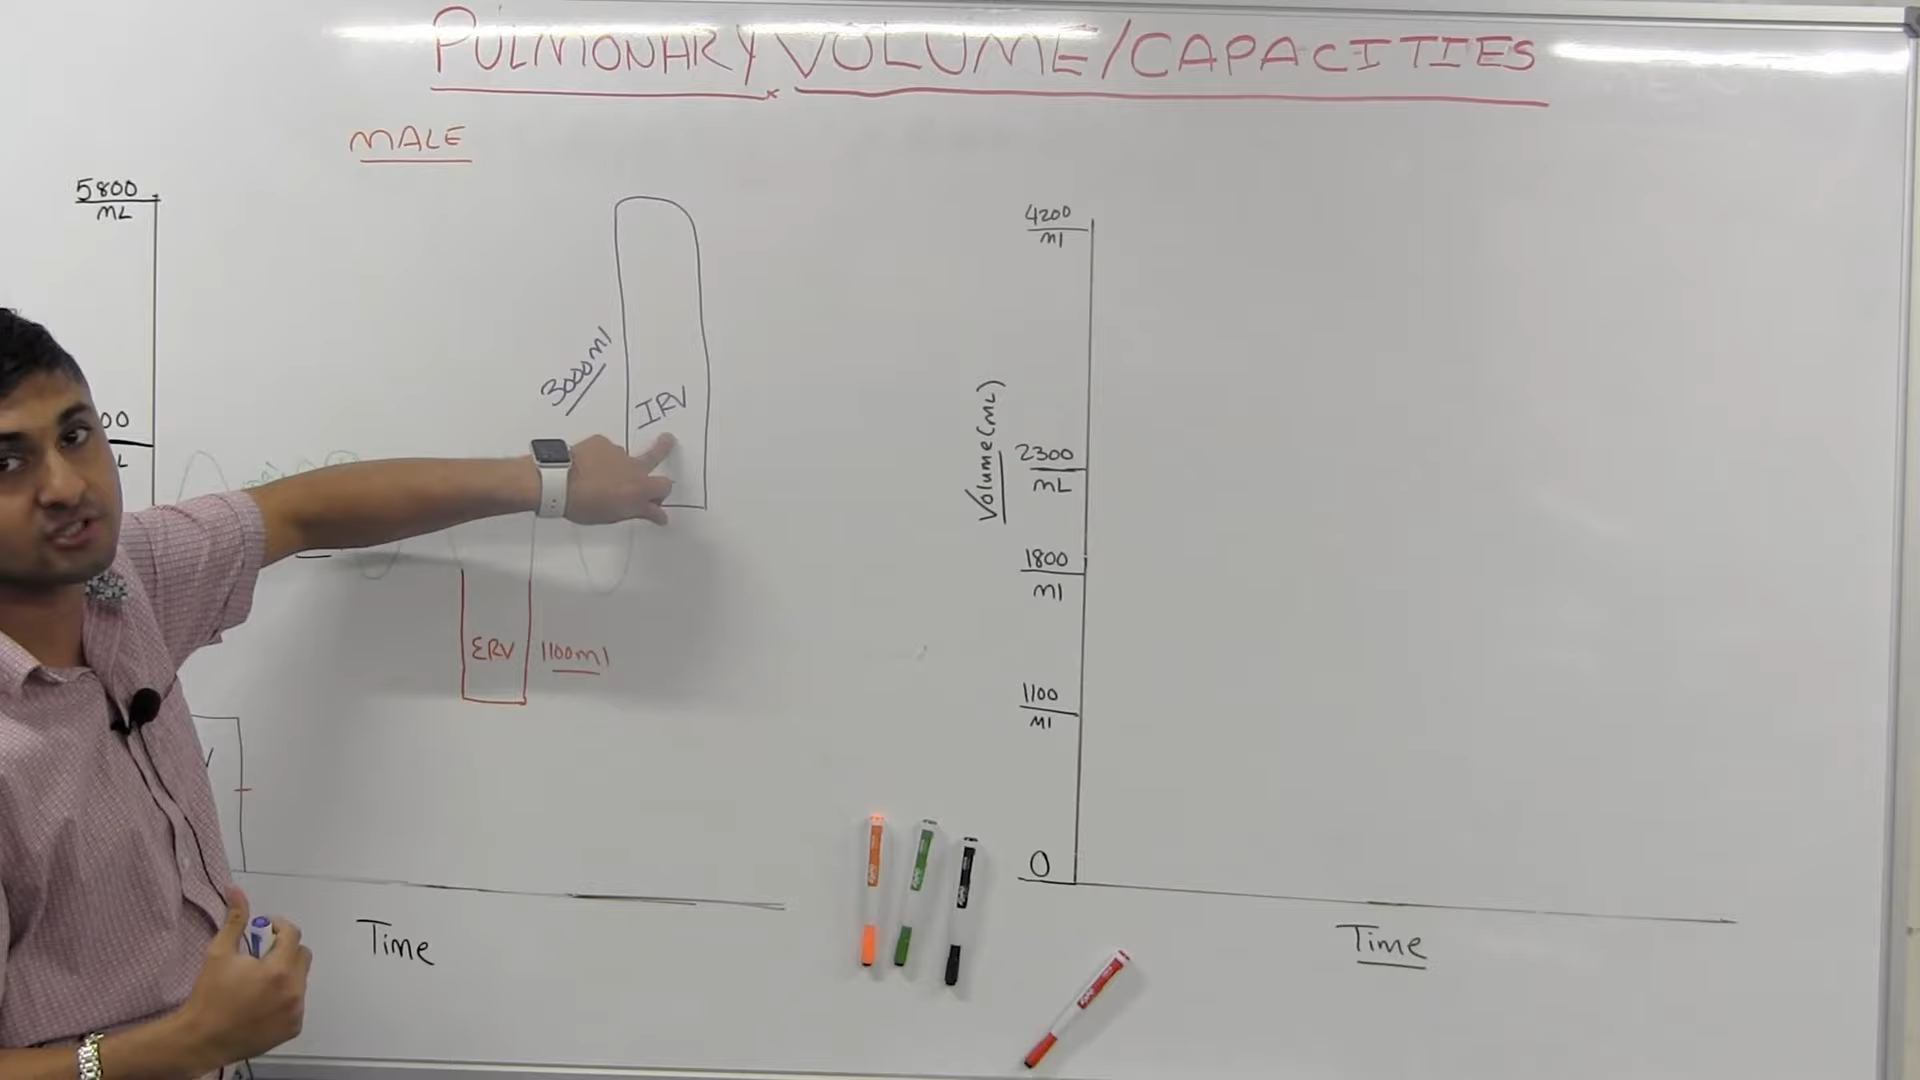 PULMONARY VOLUME/CAPACITIES
MALE
5800
ML
3000ml
IRV
ERV 1100ml
Time
Volume (ML)
4200
ml
2300
ML
1800
ml
1100
ml
0
Time